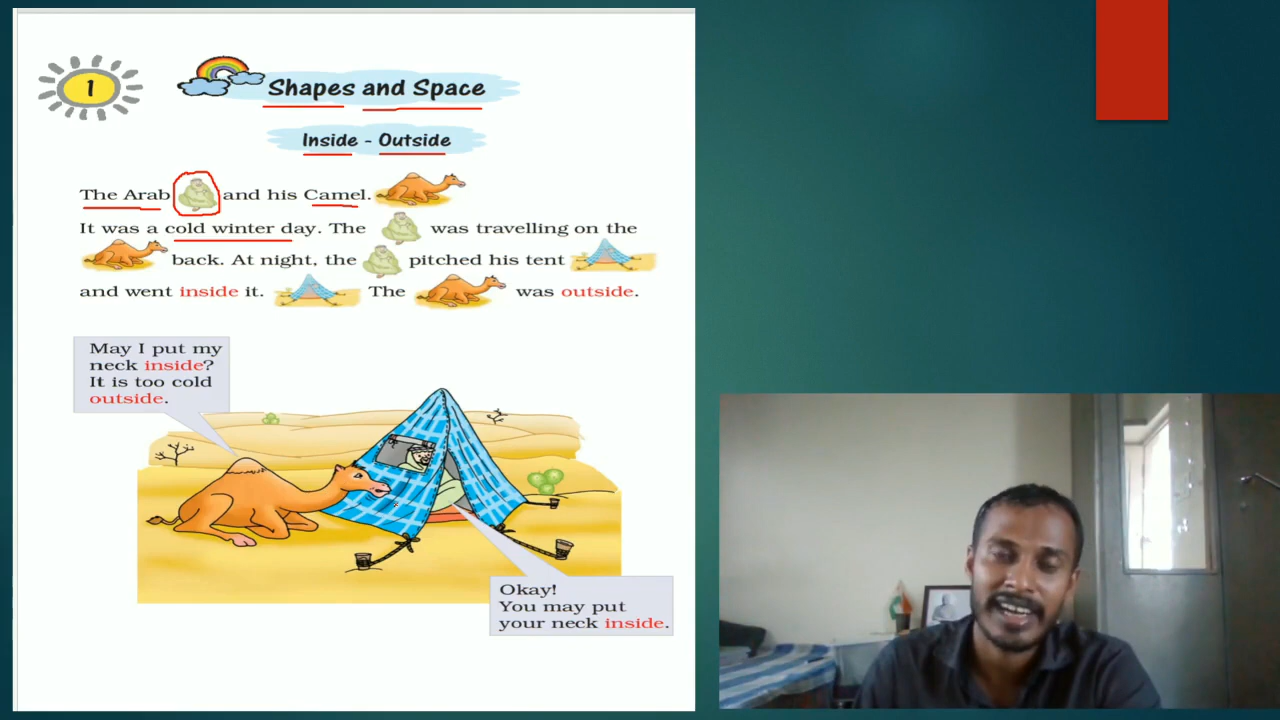 1
Shapes and Space
Inside - Outside
The Arab and his Camel.
It was a cold winter day. The was travelling on the
back. At night, the pitched his tent
and went inside it. The was outside.
May I put my
neck inside?
It is too cold
outside.
Okay!
You may put
your neck inside.